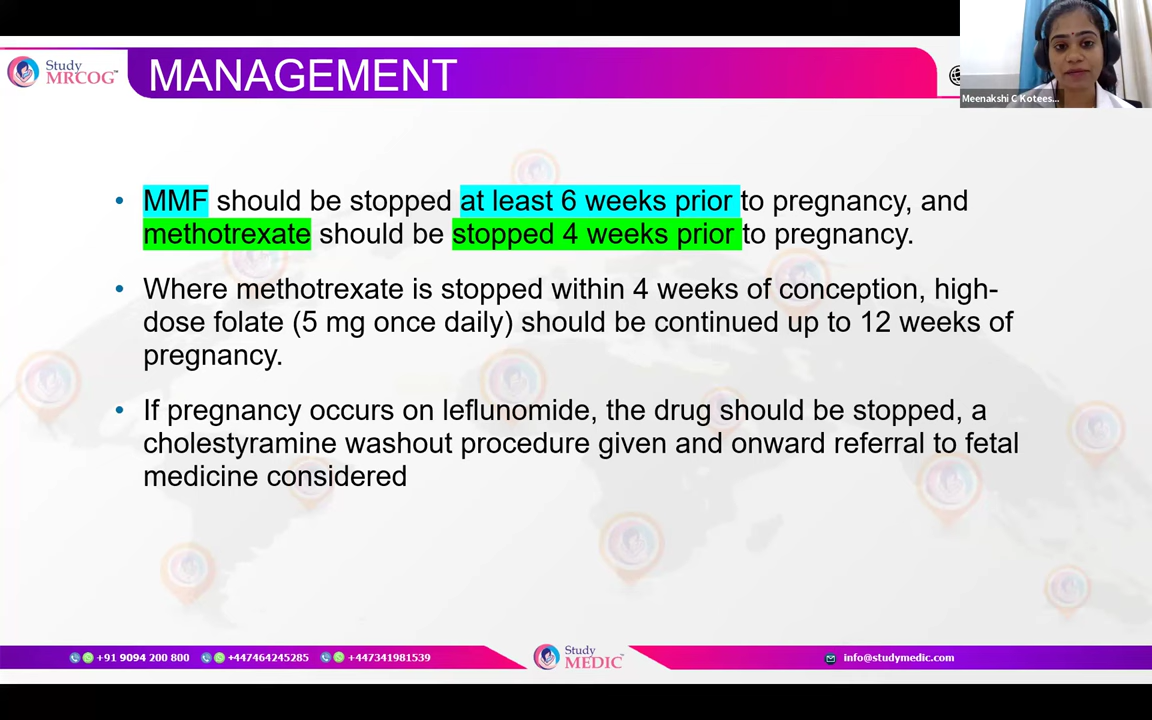 Study
MRCOG™
MANAGEMENT
Meenakshi C Kotees...
• MMF should be stopped at least 6 weeks prior to pregnancy, and
methotrexate should be stopped 4 weeks prior to pregnancy.
• Where methotrexate is stopped within 4 weeks of conception, high-
dose folate (5 mg once daily) should be continued up to 12 weeks of
pregnancy.
• If pregnancy occurs on leflunomide, the drug should be stopped, a
cholestyramine washout procedure given and onward referral to fetal
medicine considered
+91 9094 200 800 +447464245285 +447341981539
Study
MEDIC™
info@studymedic.com